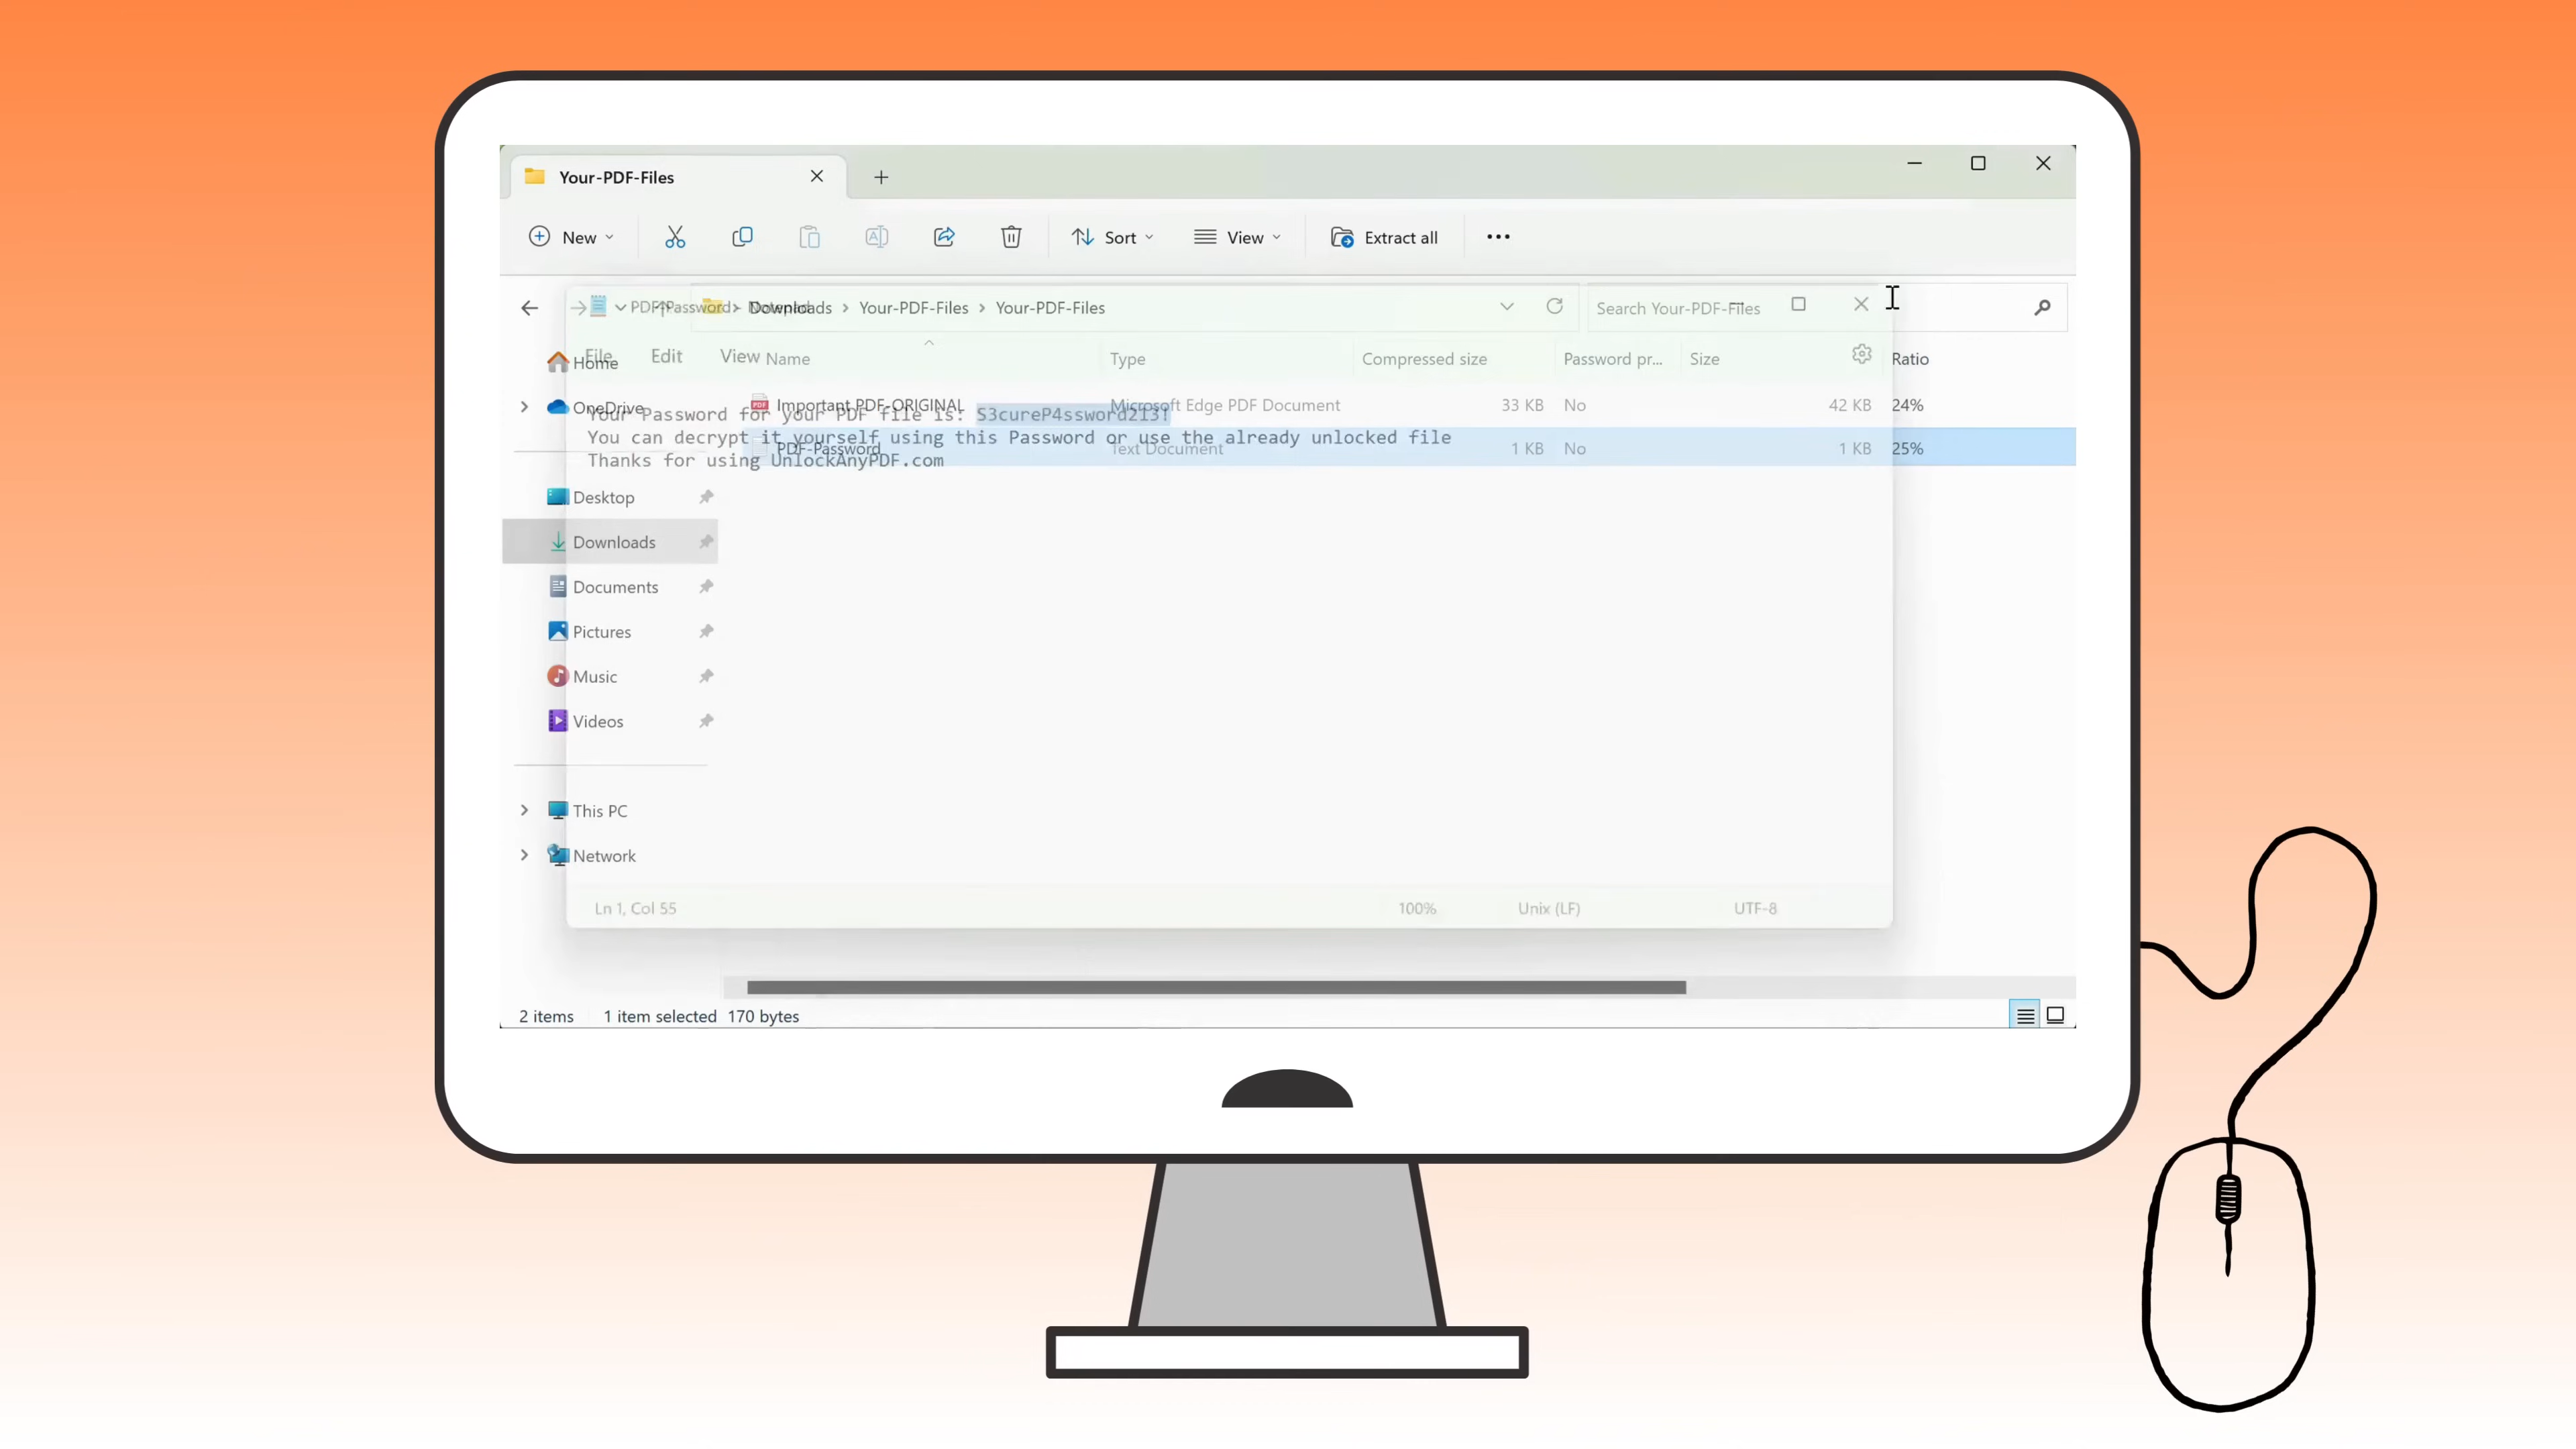 Your-PDF-Files
New
Sort
View
Extract all
PDF-Password - Notepad
Downloads > Your-PDF-Files > Your-PDF-Files
Search Your-PDF-Files
File Edit View
Name Type Compressed size Password pr... Size Ratio
Important PDF-ORIGINAL Microsoft Edge PDF Document 33 KB No 42 KB 24%
PDF-Password Text Document 1 KB No 1 KB 25%
Your Password for your PDF file is: S3cureP4ssword213!
You can decrypt it yourself using this Password or use the already unlocked file
Thanks for using UnlockAnyPDF.com
Home
OneDrive
Desktop
Downloads
Documents
Pictures
Music
Videos
This PC
Network
Ln 1, Col 55 100% Unix (LF) UTF-8
2 items 1 item selected 170 bytes